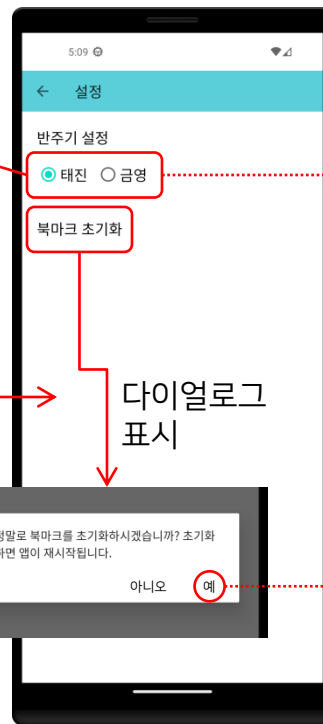 5:09
설정
반주기 설정
태진 금영
북마크 초기화
다이얼로그
표시
정말로 북마크를 초기화하시겠습니까? 초기화
하면 앱이 재시작됩니다.
아니오 예